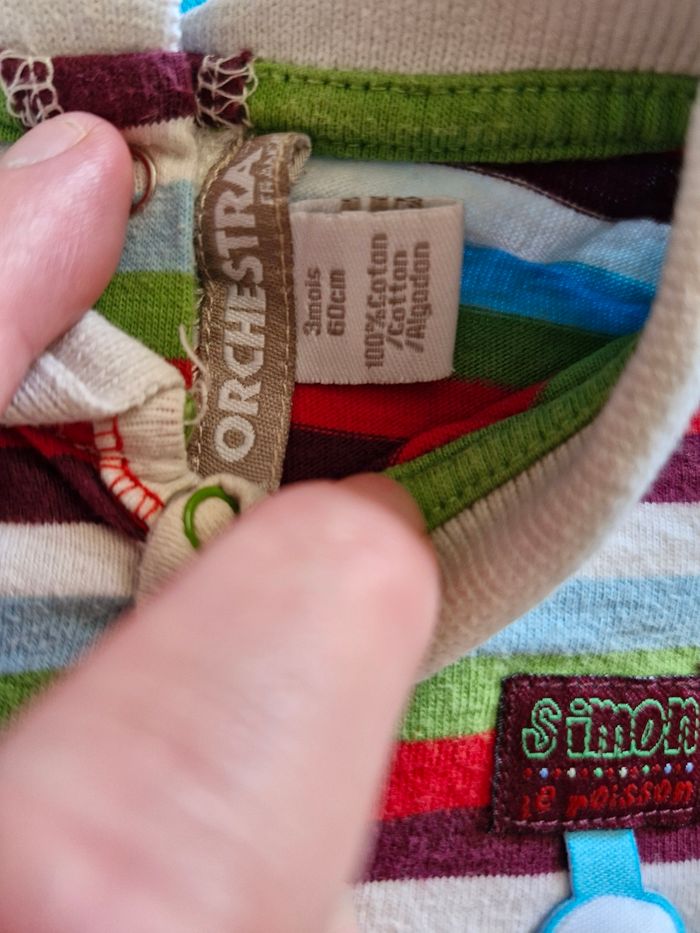 ORCHESTRA
3mois
60cm
100%Coton
/Cotton
/Algodon
Simon
le poisson